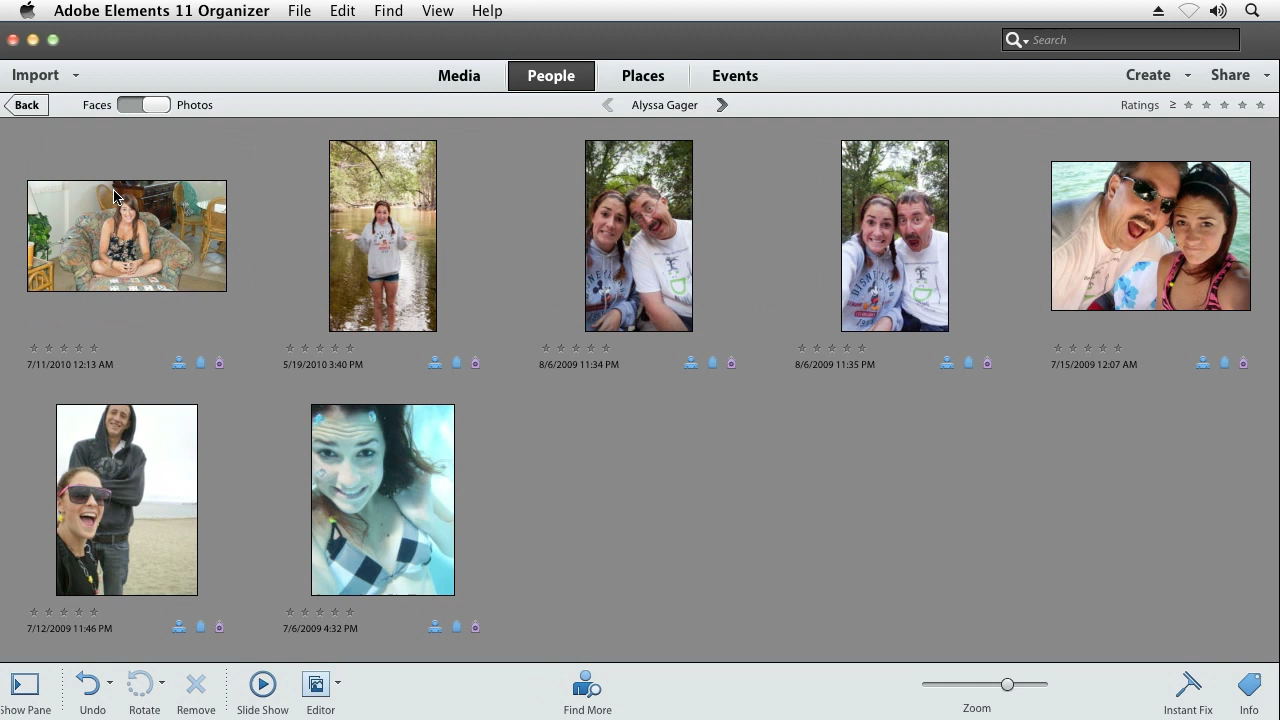 Adobe Elements 11 Organizer File Edit Find View Help
Search
Import Media People Places Events Create Share
Back Faces Photos Alyssa Gager Ratings ≥
7/11/2010 12:13 AM 5/19/2010 3:40 PM 8/6/2009 11:34 PM 8/6/2009 11:35 PM 7/15/2009 12:07 AM
7/12/2009 11:46 PM 7/6/2009 4:32 PM
Show Pane Undo Rotate Remove Slide Show Editor Find More Zoom Instant Fix Info